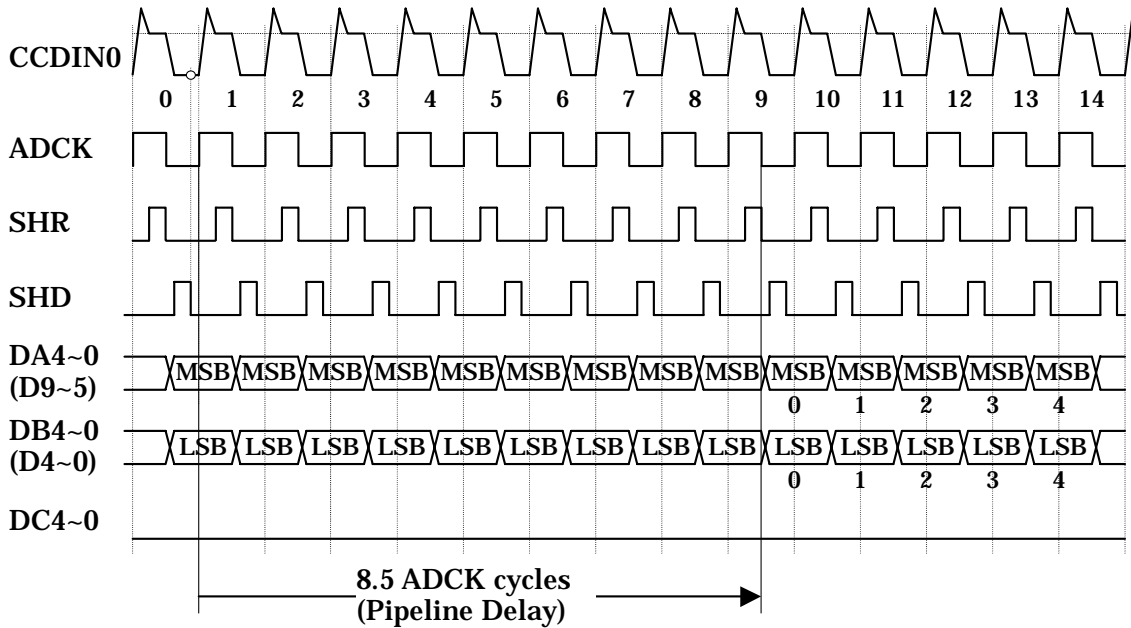 CCDIN0
0 1 2 3 4 5 6 7 8 9 10 11 12 13 14
ADCK
SHR
SHD
DA4~0
(D9~5)
MSB MSB MSB MSB MSB MSB MSB MSB MSB MSB MSB MSB MSB MSB
0 1 2 3 4
DB4~0
(D4~0)
LSB LSB LSB LSB LSB LSB LSB LSB LSB LSB LSB LSB LSB LSB
0 1 2 3 4
DC4~0
8.5 ADCK cycles
(Pipeline Delay)